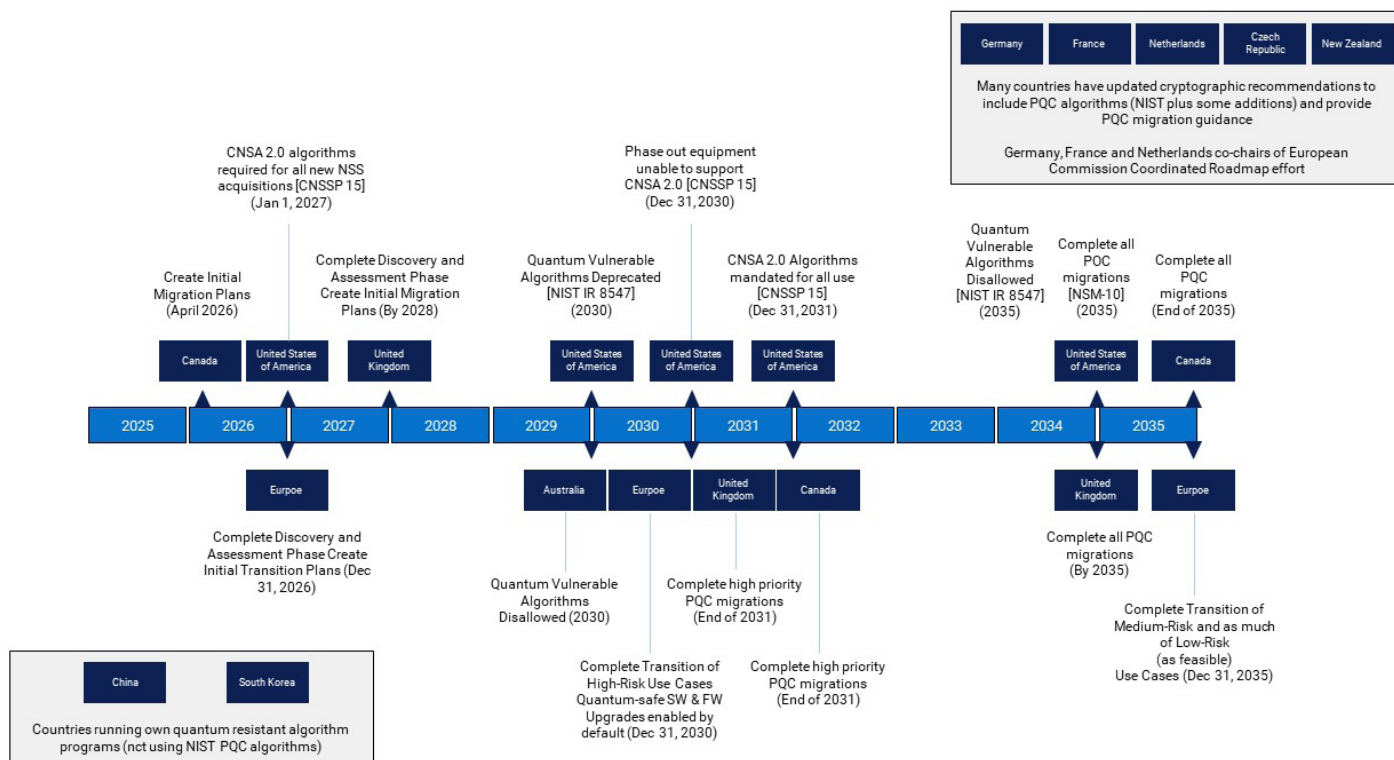 Germany
France
Netherlands
Czech
Republic
New Zealand
Many countries have updated cryptographic recommendations to
include PQC algorithms (NIST plus some additions) and provide
PQC migration guidance
Germany, France and Netherlands co-chairs of European
Commission Coordinated Roadmap effort
CNSA 2.0 algorithms
required for all new NSS
acquisitions [CNSSP 15]
(Jan 1, 2027)
Phase out equipment
unable to support
CNSA 2.0 [CNSSP 15]
(Dec 31, 2030)
Create Initial
Migration Plans
(April 2026)
Complete Discovery and
Assessment Phase
Create Initial Migration
Plans (By 2028)
Quantum Vulnerable
Algorithms Deprecated
[NIST IR 8547]
(2030)
CNSA 2.0 Algorithms
mandated for all use
[CNSSP 15]
(Dec 31, 2031)
Quantum
Vulnerable
Algorithms
Disallowed
[NIST IR 8547]
(2035)
Complete all
POC
migrations
[NSM-10]
(2035)
Complete all
PQC
migrations
(End of 2035)
Canada
United States
of America
United
Kingdom
United States
of America
United States
of America
United States
of America
United States
of America
Canada
2025
2026
2027
2028
2029
2030
2031
2032
2033
2034
2035
Eurpoe
Australia
Eurpoe
United
Kingdom
Canada
United
Kingdom
Eurpoe
Complete Discovery and
Assessment Phase Create
Initial Transition Plans (Dec
31, 2026)
Quantum Vulnerable
Algorithms
Disallowed (2030)
Complete Transition of
High-Risk Use Cases
Quantum-safe SW & FW
Upgrades enabled by
default (Dec 31, 2030)
Complete high priority
PQC migrations
(End of 2031)
Complete high priority
PQC migrations
(End of 2031)
Complete all PQC
migrations
(By 2035)
Complete Transition of
Medium-Risk and as much
of Low-Risk
(as feasible)
Use Cases (Dec 31, 2035)
China
South Korea
Countries running own quantum resistant algorithm
programs (nct using NIST PQC algorithms)